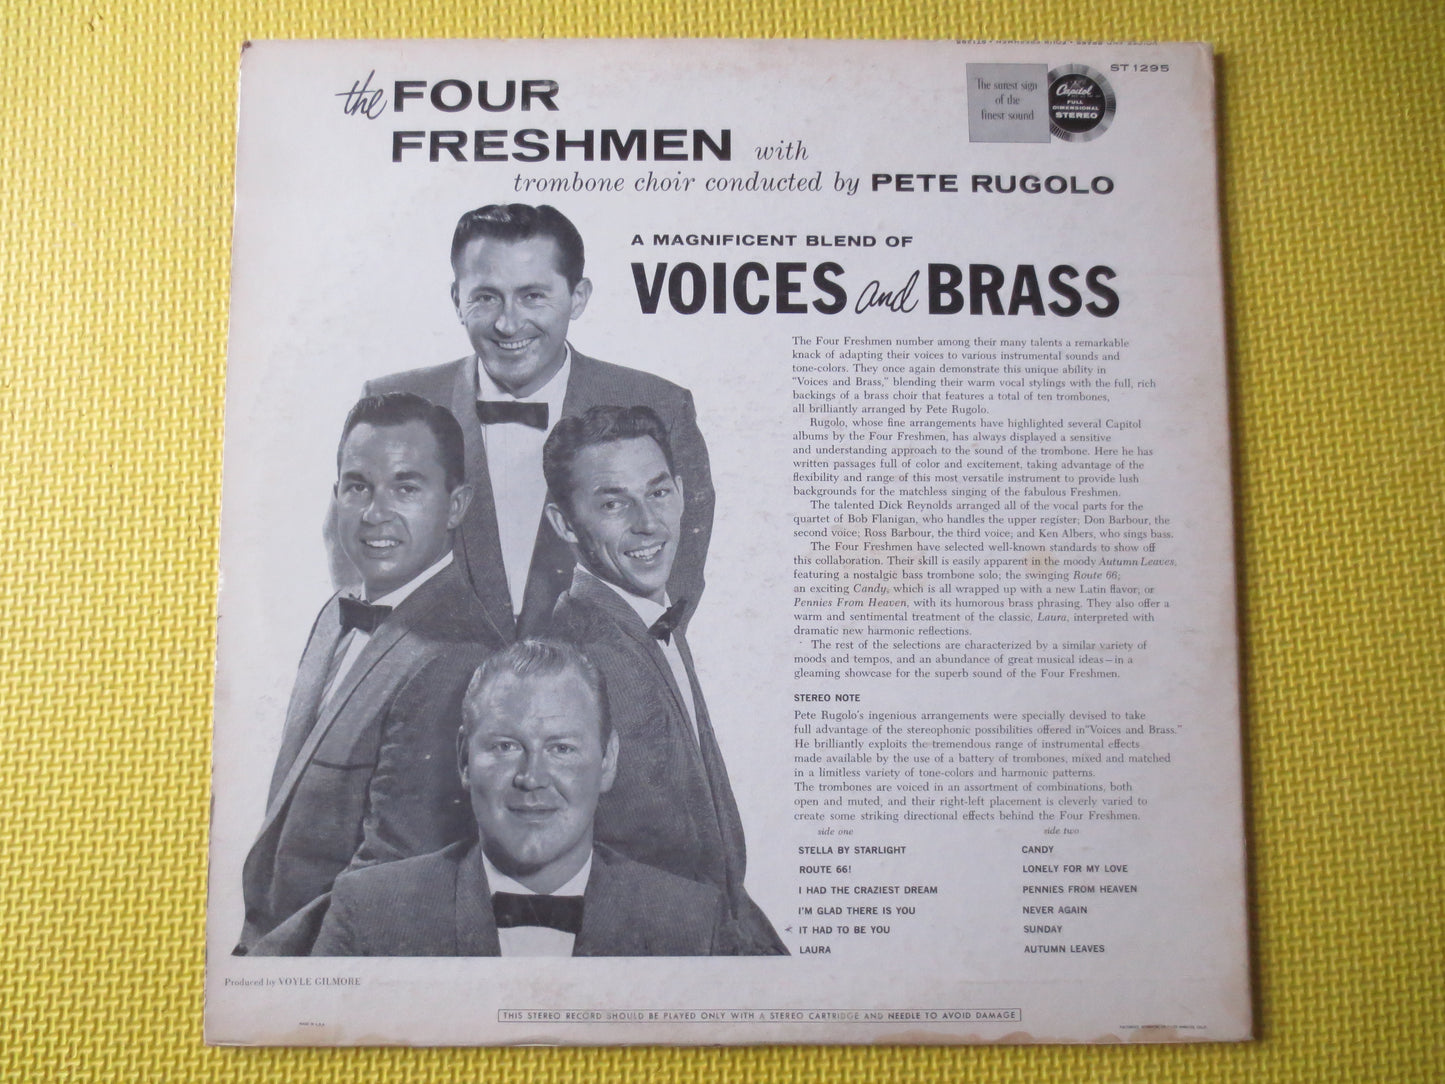 VOICES AND BRASS • FOUR FRESHMEN • ST1295
ST 1295
The surest sign
of the
finest sound
Capitol
FULL
DIMENSIONAL
STEREO
the FOUR
FRESHMEN with
trombone choir conducted by PETE RUGOLO
A MAGNIFICENT BLEND OF
VOICES and BRASS
The Four Freshmen number among their many talents a remarkable
knack of adapting their voices to various instrumental sounds and
tone-colors. They once again demonstrate this unique ability in
"Voices and Brass," blending their warm vocal stylings with the full, rich
backings of a brass choir that features a total of ten trombones,
all brilliantly arranged by Pete Rugolo.
Rugolo, whose fine arrangements have highlighted several Capitol
albums by the Four Freshmen, has always displayed a sensitive
and understanding approach to the sound of the trombone. Here he has
written passages full of color and excitement, taking advantage of the
flexibility and range of this most versatile instrument to provide lush
backgrounds for the matchless singing of the fabulous Freshmen.
The talented Dick Reynolds arranged all of the vocal parts for the
quartet of Bob Flanigan, who handles the upper register; Don Barbour, the
second voice; Ross Barbour, the third voice; and Ken Albers, who sings bass.
The Four Freshmen have selected well-known standards to show off
this collaboration. Their skill is easily apparent in the moody Autumn Leaves,
featuring a nostalgic bass trombone solo; the swinging Route 66;
an exciting Candy, which is all wrapped up with a new Latin flavor; or
Pennies From Heaven, with its humorous brass phrasing. They also offer a
warm and sentimental treatment of the classic, Laura, interpreted with
dramatic new harmonic reflections.
The rest of the selections are characterized by a similar variety of
moods and tempos, and an abundance of great musical ideas—in a
gleaming showcase for the superb sound of the Four Freshmen.
STEREO NOTE
Pete Rugolo's ingenious arrangements were specially devised to take
full advantage of the stereophonic possibilities offered in "Voices and Brass."
He brilliantly exploits the tremendous range of instrumental effects
made available by the use of a battery of trombones, mixed and matched
in a limitless variety of tone-colors and harmonic patterns.
The trombones are voiced in an assortment of combinations, both
open and muted, and their right-left placement is cleverly varied to
create some striking directional effects behind the Four Freshmen.
side one
STELLA BY STARLIGHT
ROUTE 66!
I HAD THE CRAZIEST DREAM
I'M GLAD THERE IS YOU
IT HAD TO BE YOU
LAURA
side two
CANDY
LONELY FOR MY LOVE
PENNIES FROM HEAVEN
NEVER AGAIN
SUNDAY
AUTUMN LEAVES
Produced by VOYLE GILMORE
THIS STEREO RECORD SHOULD BE PLAYED ONLY WITH A STEREO CARTRIDGE AND NEEDLE TO AVOID DAMAGE
MADE IN U.S.A.